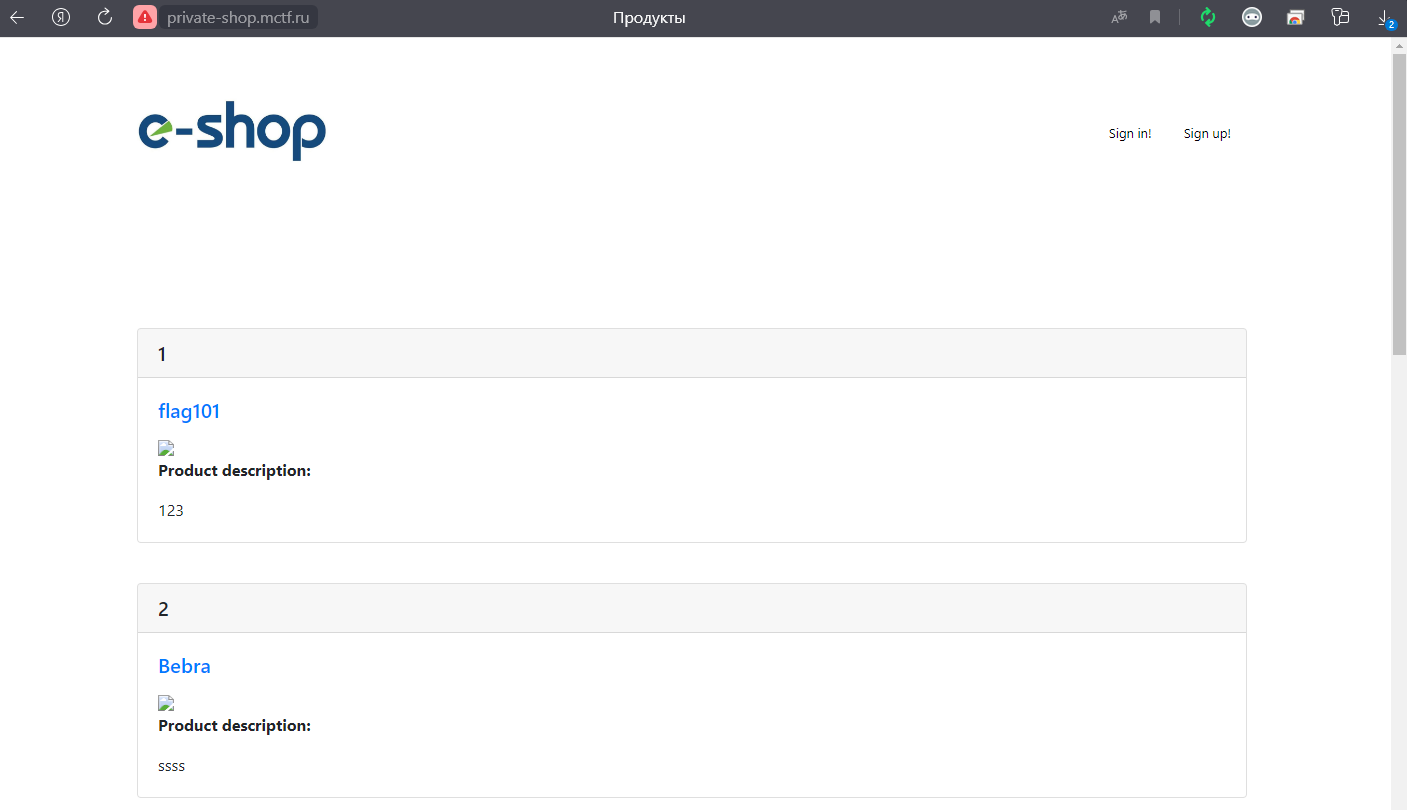 Я
private-shop.mctf.ru
Продукты
2
e-shop
Sign in!
Sign up!
1
flag101
Product description:
123
2
Bebra
Product description:
ssss